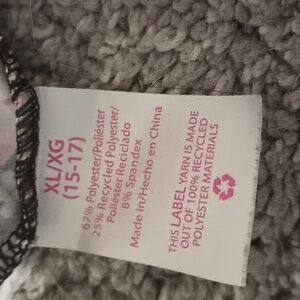 XL/XG
(15-17)
67% Polyester/Poliéster
25% Recycled Polyester/
Poliéster Reciclado
8% Spandex
Made in/Hecho en China
THIS LABEL YARN IS MADE
OUT OF 100% RECYCLED
POLYESTER MATERIALS